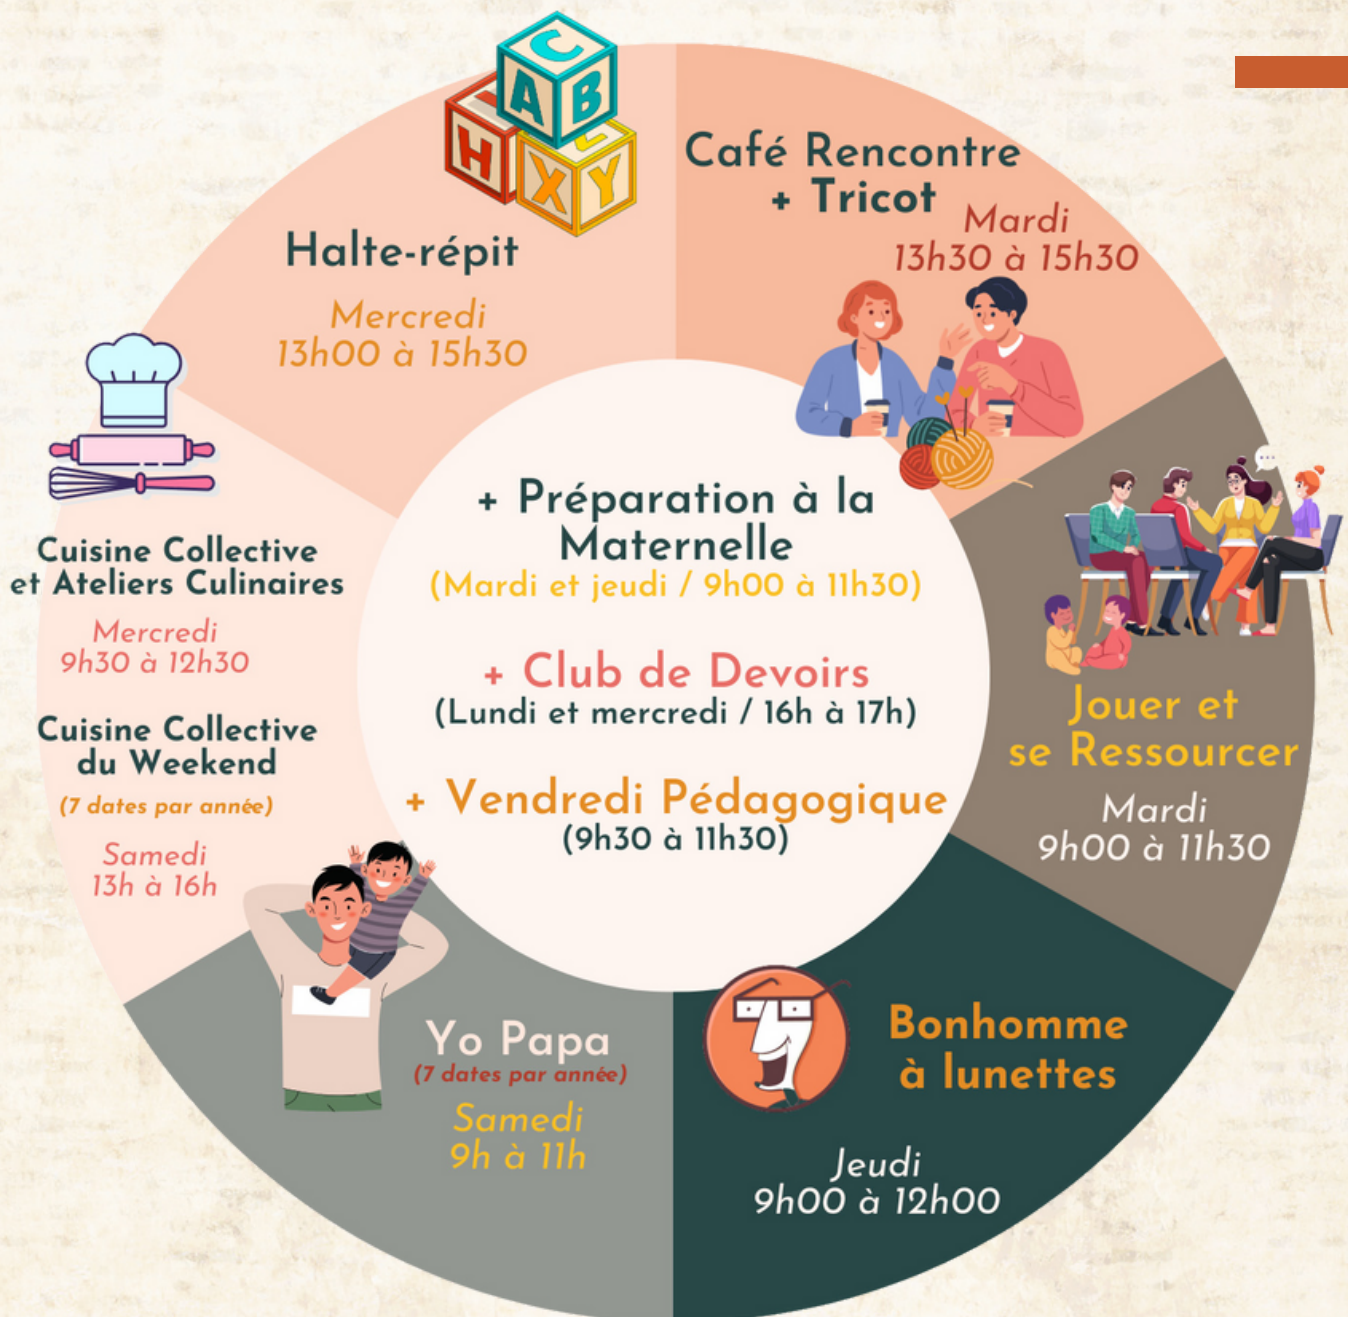 C
A B
H
X Y
Café Rencontre
+ Tricot
Mardi
13h30 à 15h30
Halte-répit
Mercredi
13h00 à 15h30
Cuisine Collective
et Ateliers Culinaires
Mercredi
9h30 à 12h30
Cuisine Collective
du Weekend
(7 dates par année)
Samedi
13h à 16h
+ Préparation à la
Maternelle
(Mardi et jeudi / 9h00 à 11h30)
+ Club de Devoirs
(Lundi et mercredi / 16h à 17h)
+ Vendredi Pédagogique
(9h30 à 11h30)
Jouer et
se Ressourcer
Mardi
9h00 à 11h30
Yo Papa
(7 dates par année)
Samedi
9h à 11h
Bonhomme
à lunettes
Jeudi
9h00 à 12h00